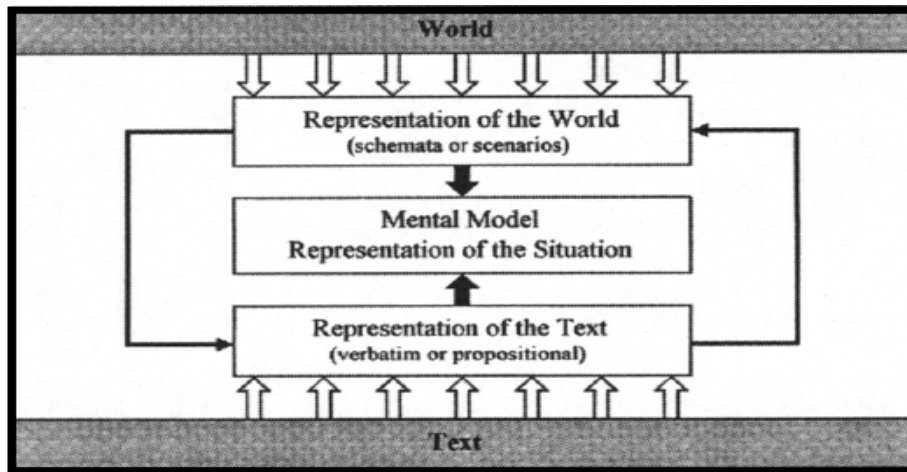 World
Representation of the World
(schemata or scenarios)
Mental Model
Representation of the Situation
Representation of the Text
(verbatim or propositional)
Text